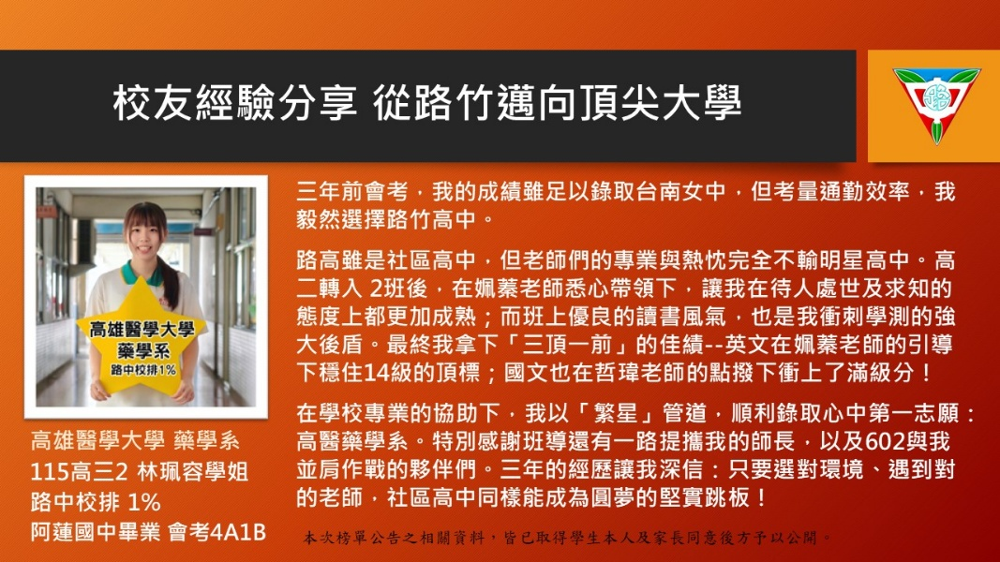 校友經驗分享 從路竹邁向頂尖大學
三年前會考，我的成績雖足以錄取台南女中，但考量通勤效率，我
毅然選擇路竹高中。
路高雖是社區高中，但老師們的專業與熱忱完全不輸明星高中。高
二轉入 2班後，在姵蓁老師悉心帶領下，讓我在待人處世及求知的
態度上都更加成熟；而班上優良的讀書風氣，也是我衝刺學測的強
大後盾。最終我拿下「三頂一前」的佳績--英文在姵蓁老師的引導
下穩住14級的頂標；國文也在哲瑋老師的點撥下衝上了滿級分！
在學校專業的協助下，我以「繁星」管道，順利錄取心中第一志願：
高醫藥學系。特別感謝班導還有一路提攜我的師長，以及602與我
並肩作戰的夥伴們。三年的經歷讓我深信：只要選對環境、遇到對
的老師，社區高中同樣能成為圓夢的堅實跳板！
高雄醫學大學
藥學系
路中校排1%
高雄醫學大學 藥學系
115高三2 林珮容學姐
路中校排 1%
阿蓮國中畢業 會考4A1B
本次榜單公告之相關資料，皆已取得學生本人及家長同意後方予以公開。